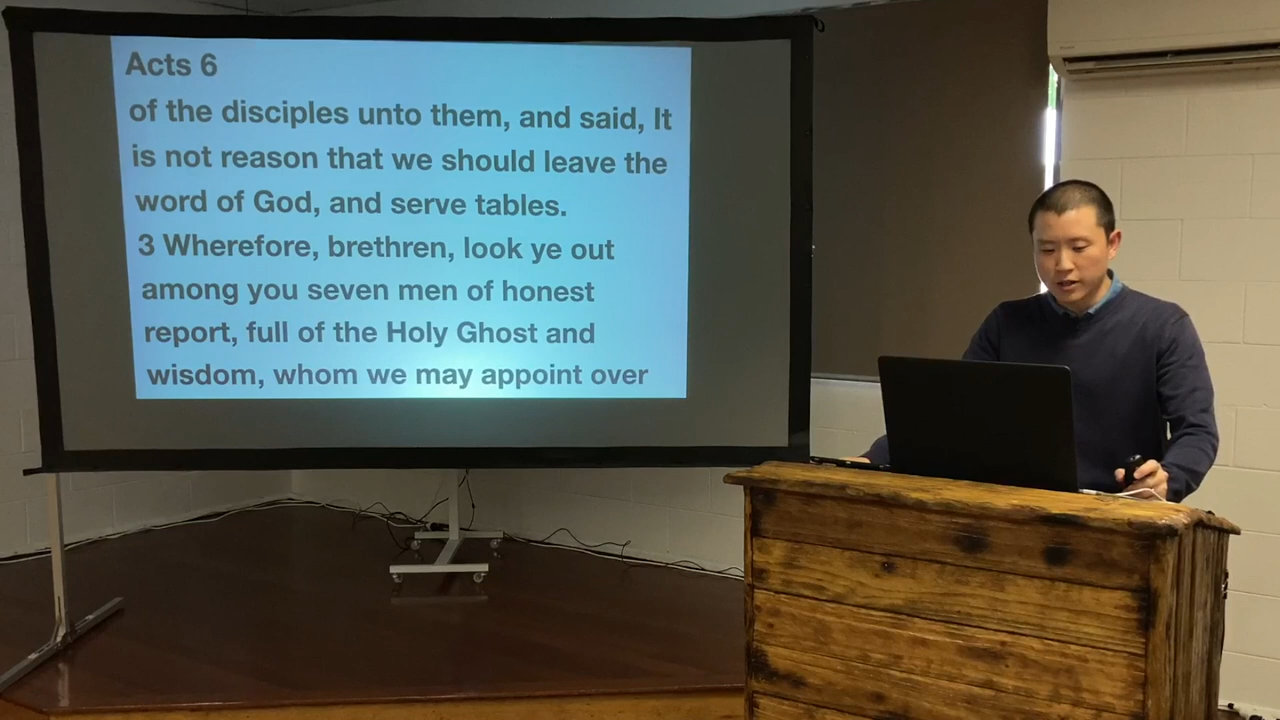 Acts 6
of the disciples unto them, and said, It
is not reason that we should leave the
word of God, and serve tables.
3 Wherefore, brethren, look ye out
among you seven men of honest
report, full of the Holy Ghost and
wisdom, whom we may appoint over